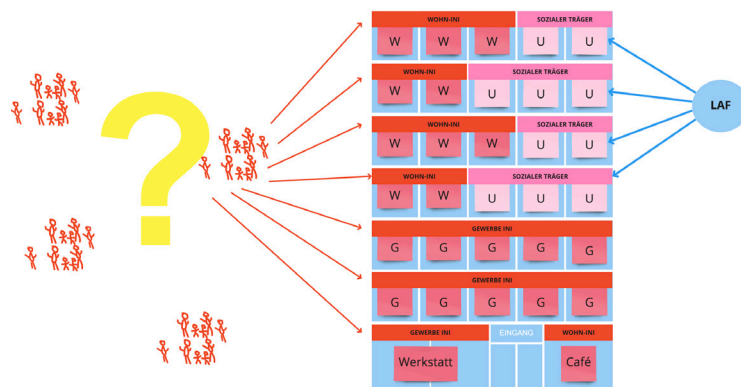 ?
WOHN-INI SOZIALER TRÄGER
W W W U U
WOHN-INI SOZIALER TRÄGER
W W U U U
LAF
WOHN-INI SOZIALER TRÄGER
W W W U U
WOHN-INI SOZIALER TRÄGER
W W U U U
GEWERBE INI
G G G G G
GEWERBE INI
G G G G G
GEWERBE INI EINGANG WOHN-INI
Werkstatt Café